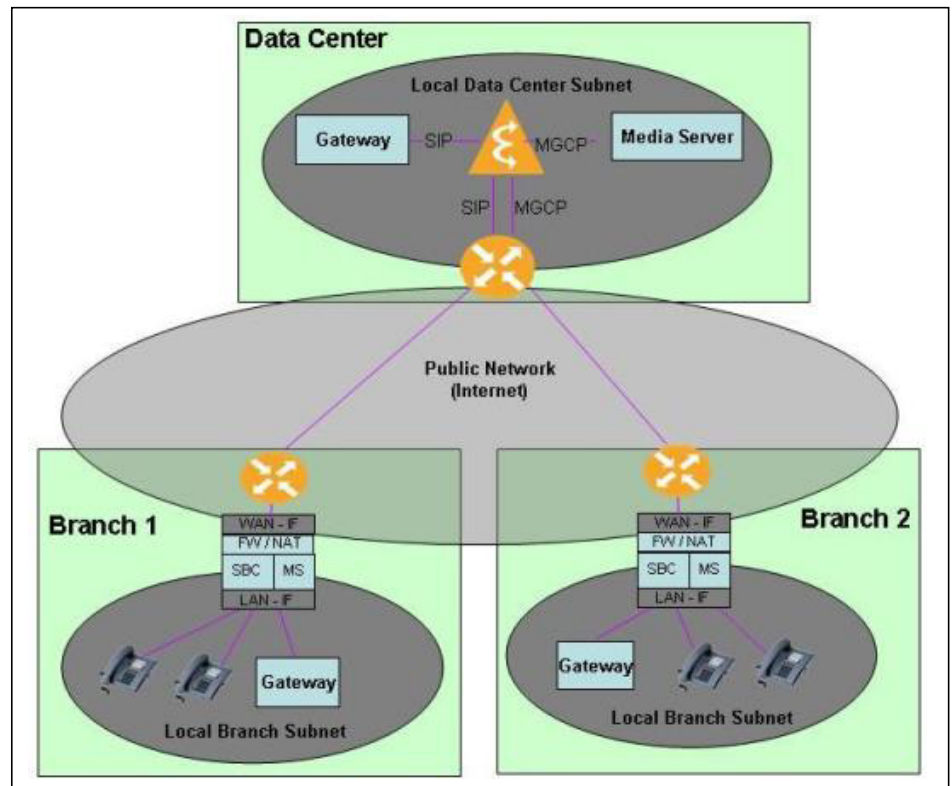 Data Center
Local Data Center Subnet
Gateway
SIP
MGCP
Media Server
SIP
MGCP
Public Network
(Internet)
Branch 1
WAN - IF
FW / NAT
SBC
MS
LAN - IF
Gateway
Local Branch Subnet
Branch 2
WAN - IF
FW / NAT
SBC
MS
LAN - IF
Gateway
Local Branch Subnet